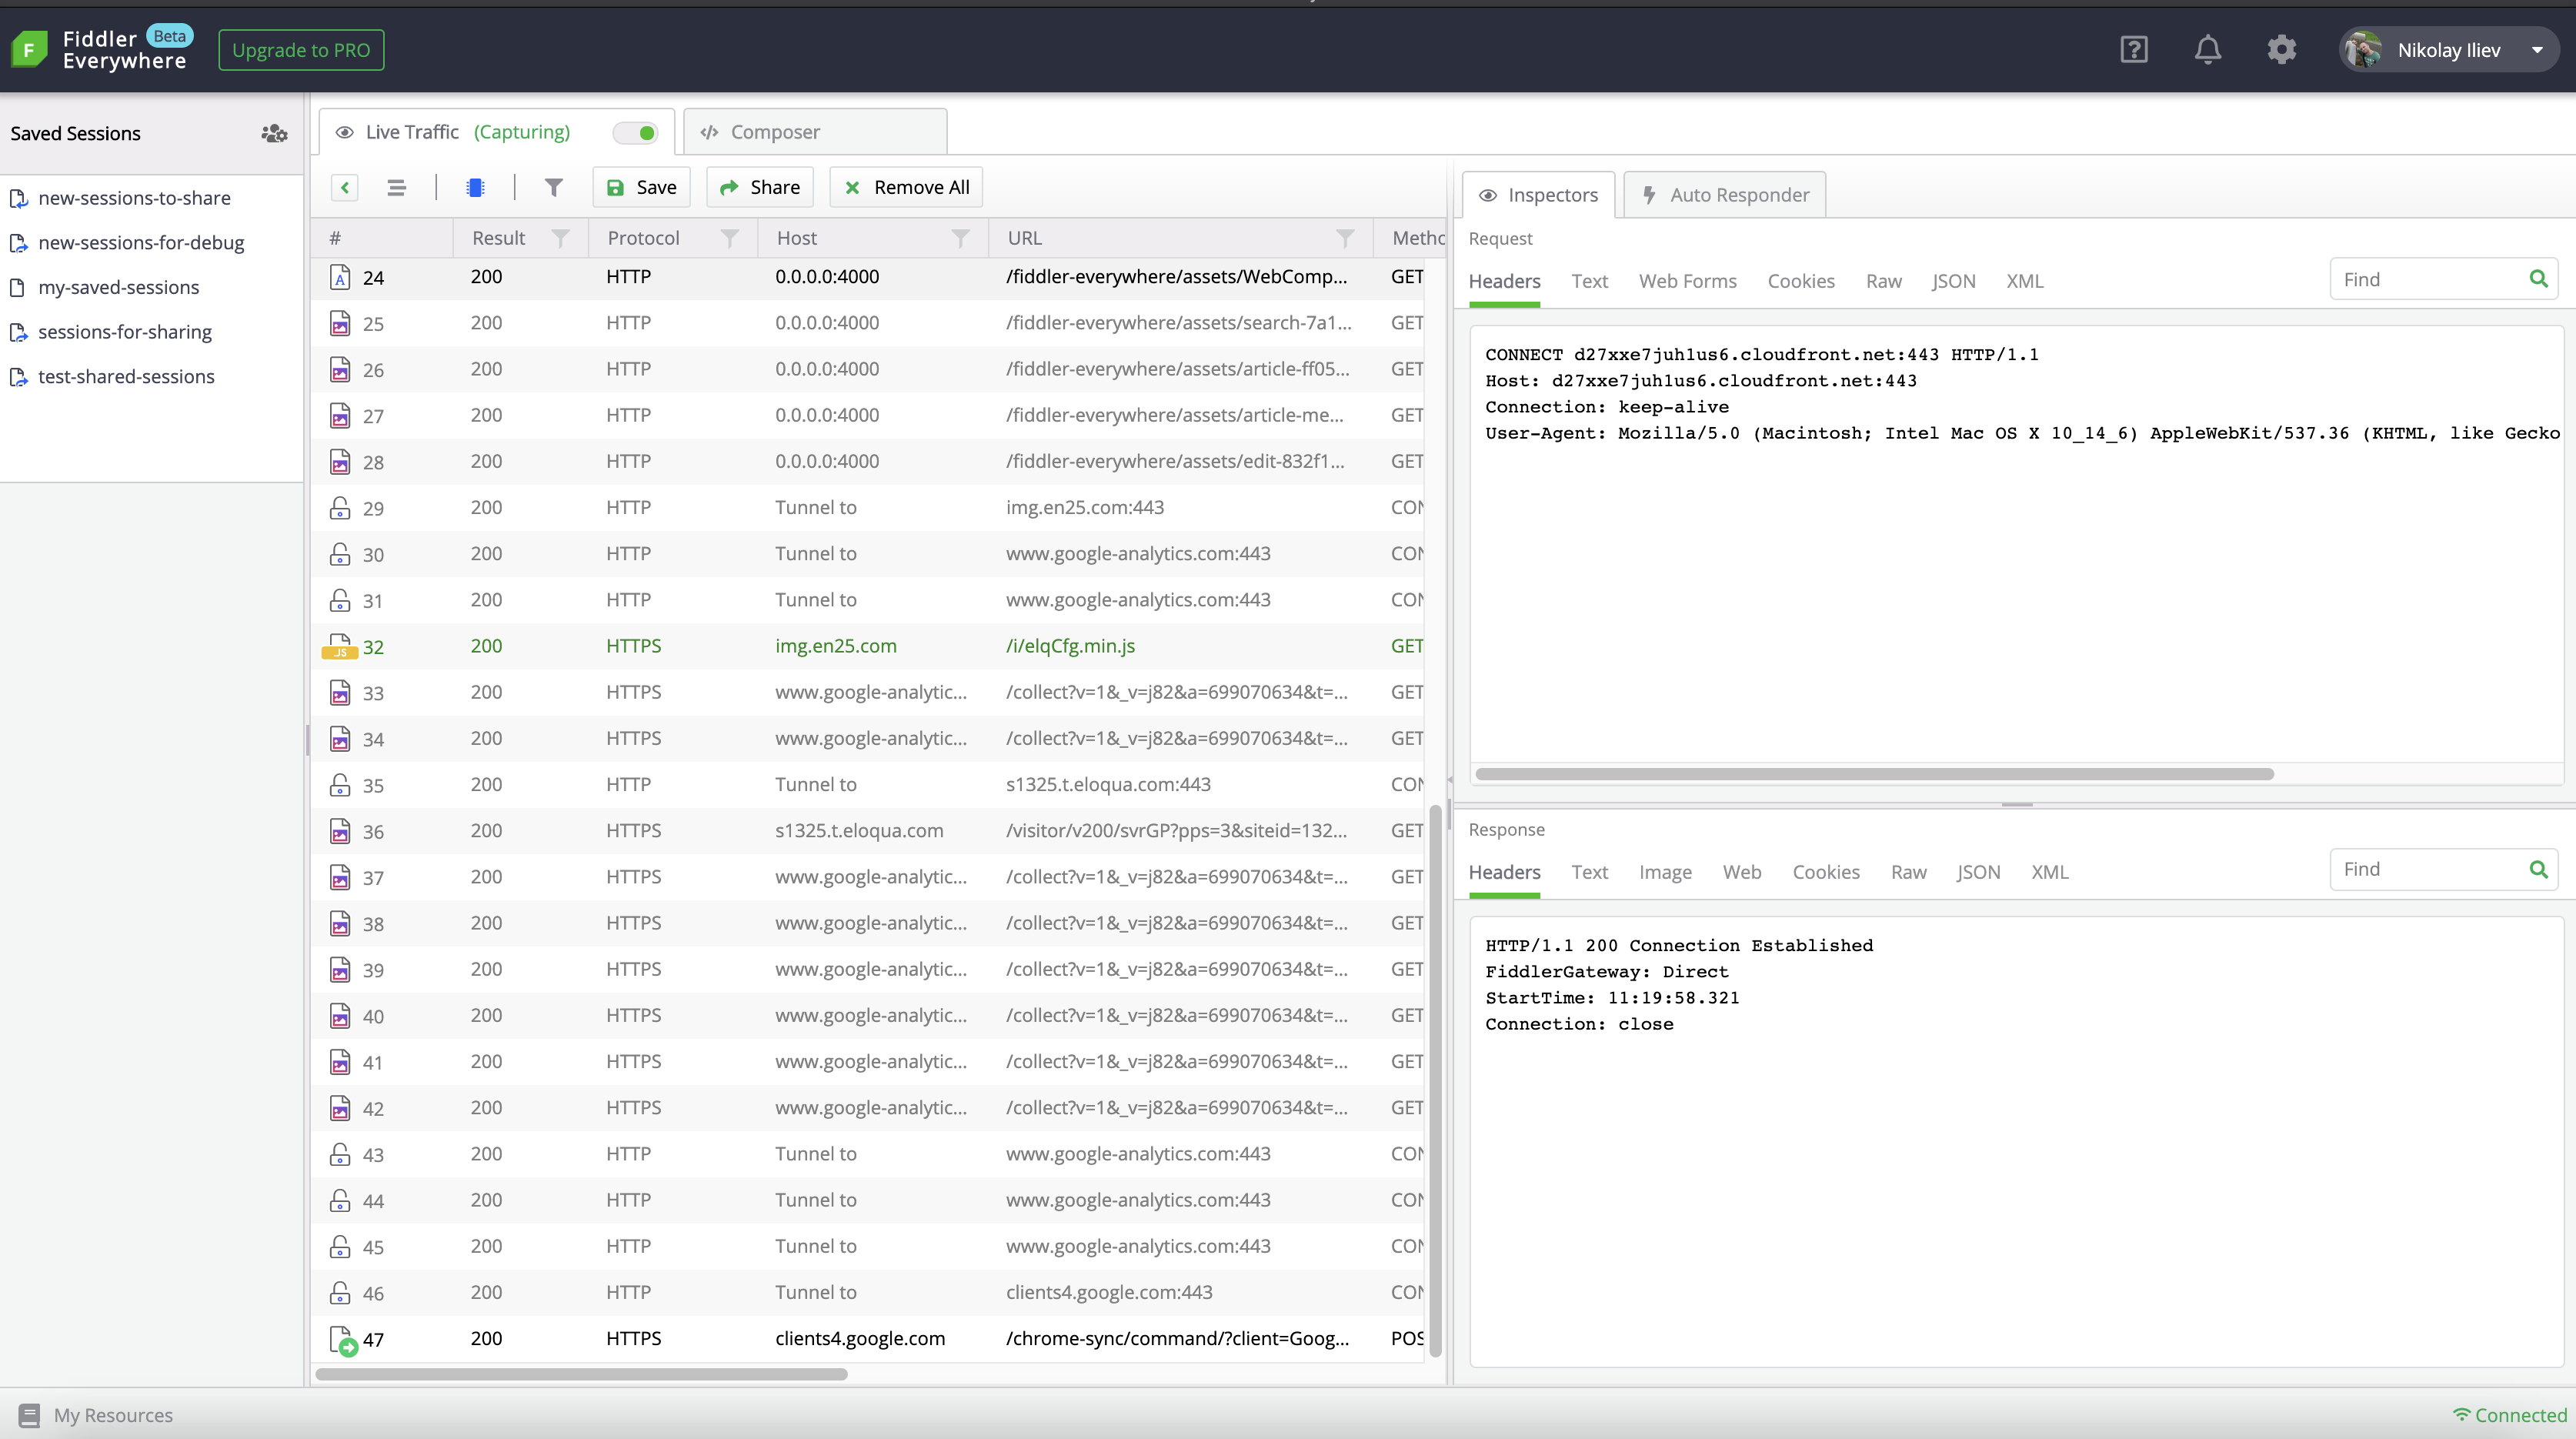 Fiddler Beta
Everywhere
Upgrade to PRO
Nikolay Iliev
Saved Sessions
new-sessions-to-share
new-sessions-for-debug
my-saved-sessions
sessions-for-sharing
test-shared-sessions
Live Traffic (Capturing)
Composer
Save Share Remove All
# Result Protocol Host URL Metho
24 200 HTTP 0.0.0.0:4000 /fiddler-everywhere/assets/WebComp... GET
25 200 HTTP 0.0.0.0:4000 /fiddler-everywhere/assets/search-7a1... GET
26 200 HTTP 0.0.0.0:4000 /fiddler-everywhere/assets/article-ff05... GET
27 200 HTTP 0.0.0.0:4000 /fiddler-everywhere/assets/article-me... GET
28 200 HTTP 0.0.0.0:4000 /fiddler-everywhere/assets/edit-832f1... GET
29 200 HTTP Tunnel to img.en25.com:443 CON
30 200 HTTP Tunnel to www.google-analytics.com:443 CON
31 200 HTTP Tunnel to www.google-analytics.com:443 CON
JS 32 200 HTTPS img.en25.com /i/elqCfg.min.js GET
33 200 HTTPS www.google-analytic... /collect?v=1&_v=j82&a=699070634&t=... GET
34 200 HTTPS www.google-analytic... /collect?v=1&_v=j82&a=699070634&t=... GET
35 200 HTTP Tunnel to s1325.t.eloqua.com:443 CON
36 200 HTTPS s1325.t.eloqua.com /visitor/v200/svrGP?pps=3&siteid=132... GET
37 200 HTTPS www.google-analytic... /collect?v=1&_v=j82&a=699070634&t=... GET
38 200 HTTPS www.google-analytic... /collect?v=1&_v=j82&a=699070634&t=... GET
39 200 HTTPS www.google-analytic... /collect?v=1&_v=j82&a=699070634&t=... GET
40 200 HTTPS www.google-analytic... /collect?v=1&_v=j82&a=699070634&t=... GET
41 200 HTTPS www.google-analytic... /collect?v=1&_v=j82&a=699070634&t=... GET
42 200 HTTPS www.google-analytic... /collect?v=1&_v=j82&a=699070634&t=... GET
43 200 HTTP Tunnel to www.google-analytics.com:443 CON
44 200 HTTP Tunnel to www.google-analytics.com:443 CON
45 200 HTTP Tunnel to www.google-analytics.com:443 CON
46 200 HTTP Tunnel to clients4.google.com:443 CON
47 200 HTTPS clients4.google.com /chrome-sync/command/?client=Goog... POS
Inspectors
Auto Responder
Request
Headers Text Web Forms Cookies Raw JSON XML Find
CONNECT d27xxe7juh1us6.cloudfront.net:443 HTTP/1.1
Host: d27xxe7juh1us6.cloudfront.net:443
Connection: keep-alive
User-Agent: Mozilla/5.0 (Macintosh; Intel Mac OS X 10_14_6) AppleWebKit/537.36 (KHTML, like Gecko
Response
Headers Text Image Web Cookies Raw JSON XML Find
HTTP/1.1 200 Connection Established
FiddlerGateway: Direct
StartTime: 11:19:58.321
Connection: close
My Resources
Connected